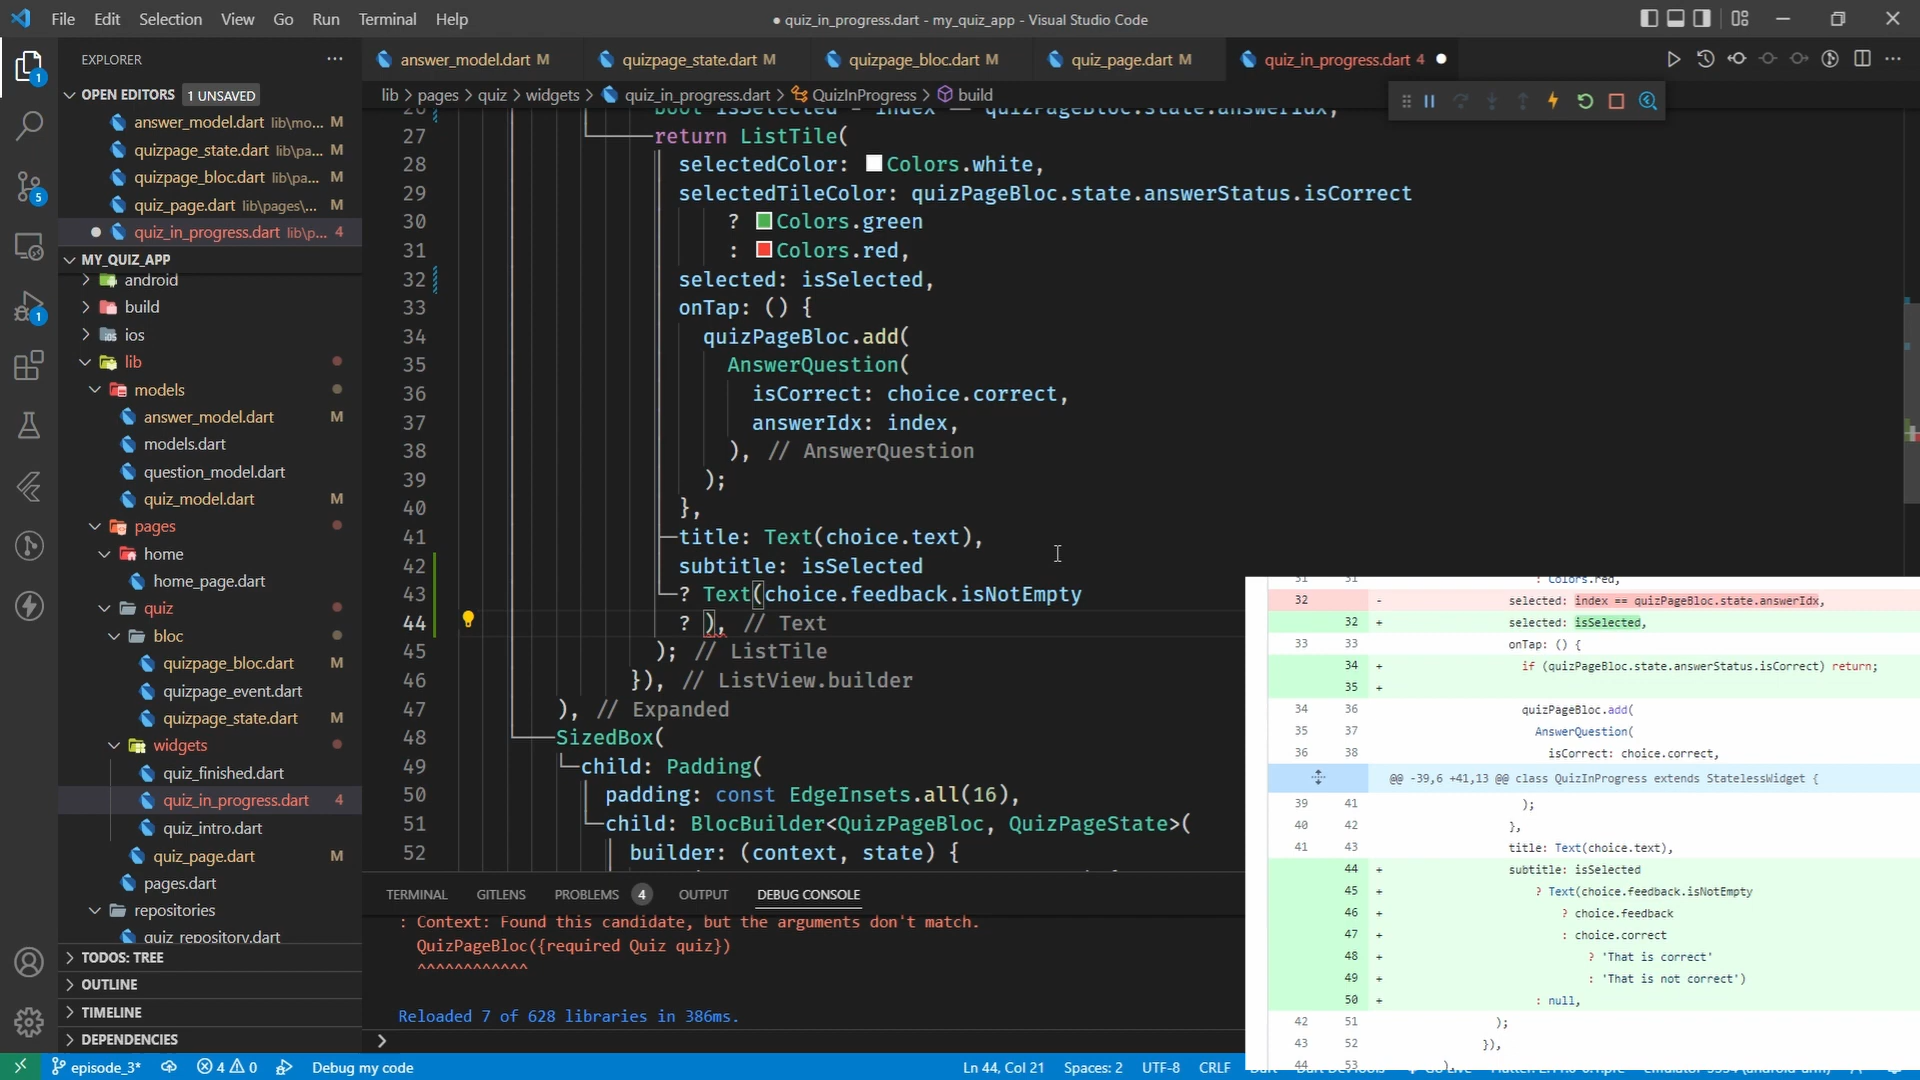 File Edit Selection View Go Run Terminal Help
● quiz_in_progress.dart - my_quiz_app - Visual Studio Code
EXPLORER
answer_model.dart M
quizpage_state.dart M
quizpage_bloc.dart M
quiz_page.dart M
quiz_in_progress.dart 4
OPEN EDITORS 1 UNSAVED
answer_model.dart lib\mo... M
quizpage_state.dart lib\pa... M
quizpage_bloc.dart lib\pa... M
quiz_page.dart lib\pages\... M
quiz_in_progress.dart lib\p... 4
MY_QUIZ_APP
android
build
ios
lib
models
answer_model.dart M
models.dart
question_model.dart
quiz_model.dart M
pages
home
home_page.dart
quiz
bloc
quizpage_bloc.dart M
quizpage_event.dart
quizpage_state.dart M
widgets
quiz_finished.dart
quiz_in_progress.dart 4
quiz_intro.dart
quiz_page.dart M
pages.dart
repositories
quiz_repository.dart
TODOS: TREE
OUTLINE
TIMELINE
DEPENDENCIES
1
5
1
lib > pages > quiz > widgets > quiz_in_progress.dart > QuizInProgress > build
26 bool isSelected = index == quizPageBloc.state.answerIdx;
27 return ListTile(
28 selectedColor: Colors.white,
29 selectedTileColor: quizPageBloc.state.answerStatus.isCorrect
30 ? Colors.green
31 : Colors.red,
32 selected: isSelected,
33 onTap: () {
34 quizPageBloc.add(
35 AnswerQuestion(
36 isCorrect: choice.correct,
37 answerIdx: index,
38 ), // AnswerQuestion
39 );
40 },
41 title: Text(choice.text),
42 subtitle: isSelected
43 ? Text(choice.feedback.isNotEmpty
44 ? ), // Text
45 ); // ListTile
46 }), // ListView.builder
47 ), // Expanded
48 SizedBox(
49 child: Padding(
50 padding: const EdgeInsets.all(16),
51 child: BlocBuilder<QuizPageBloc, QuizPageState>(
52 builder: (context, state) {
TERMINAL GITLENS PROBLEMS 4 OUTPUT DEBUG CONSOLE
: Context: Found this candidate, but the arguments don't match.
QuizPageBloc({required Quiz quiz})
^^^^^^^^^^^^
Reloaded 7 of 628 libraries in 386ms.
>
31 31 : Colors.red,
32 - selected: index == quizPageBloc.state.answerIdx,
32 + selected: isSelected,
33 33 onTap: () {
34 + if (quizPageBloc.state.answerStatus.isCorrect) return;
35 +
34 36 quizPageBloc.add(
35 37 AnswerQuestion(
36 38 isCorrect: choice.correct,
@@ -39,6 +41,13 @@ class QuizInProgress extends StatelessWidget {
39 41 );
40 42 },
41 43 title: Text(choice.text),
44 + subtitle: isSelected
45 + ? Text(choice.feedback.isNotEmpty
46 + ? choice.feedback
47 + : choice.correct
48 + ? 'That is correct'
49 + : 'That is not correct')
50 + : null,
42 51 );
43 52 }),
44 53 ),
episode_3* 4 0 Debug my code
Ln 44, Col 21 Spaces: 2 UTF-8 CRLF